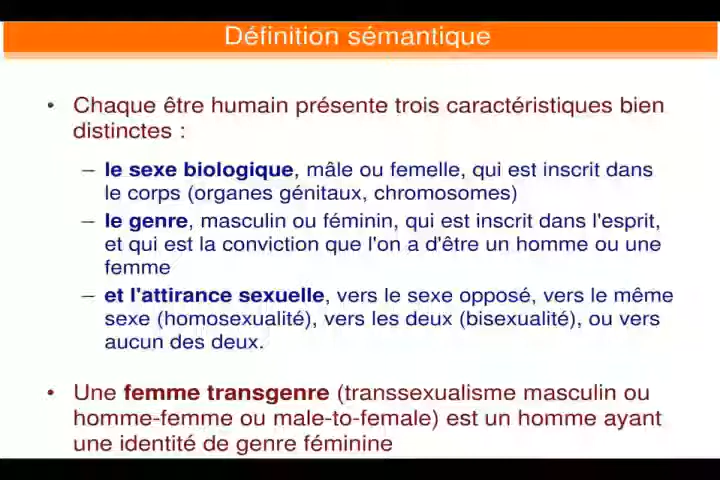 Définition sémantique
• Chaque être humain présente trois caractéristiques bien
distinctes :
– le sexe biologique, mâle ou femelle, qui est inscrit dans
le corps (organes génitaux, chromosomes)
– le genre, masculin ou féminin, qui est inscrit dans l'esprit,
et qui est la conviction que l'on a d'être un homme ou une
femme
– et l'attirance sexuelle, vers le sexe opposé, vers le même
sexe (homosexualité), vers les deux (bisexualité), ou vers
aucun des deux.
• Une femme transgenre (transsexualisme masculin ou
homme-femme ou male-to-female) est un homme ayant
une identité de genre féminine